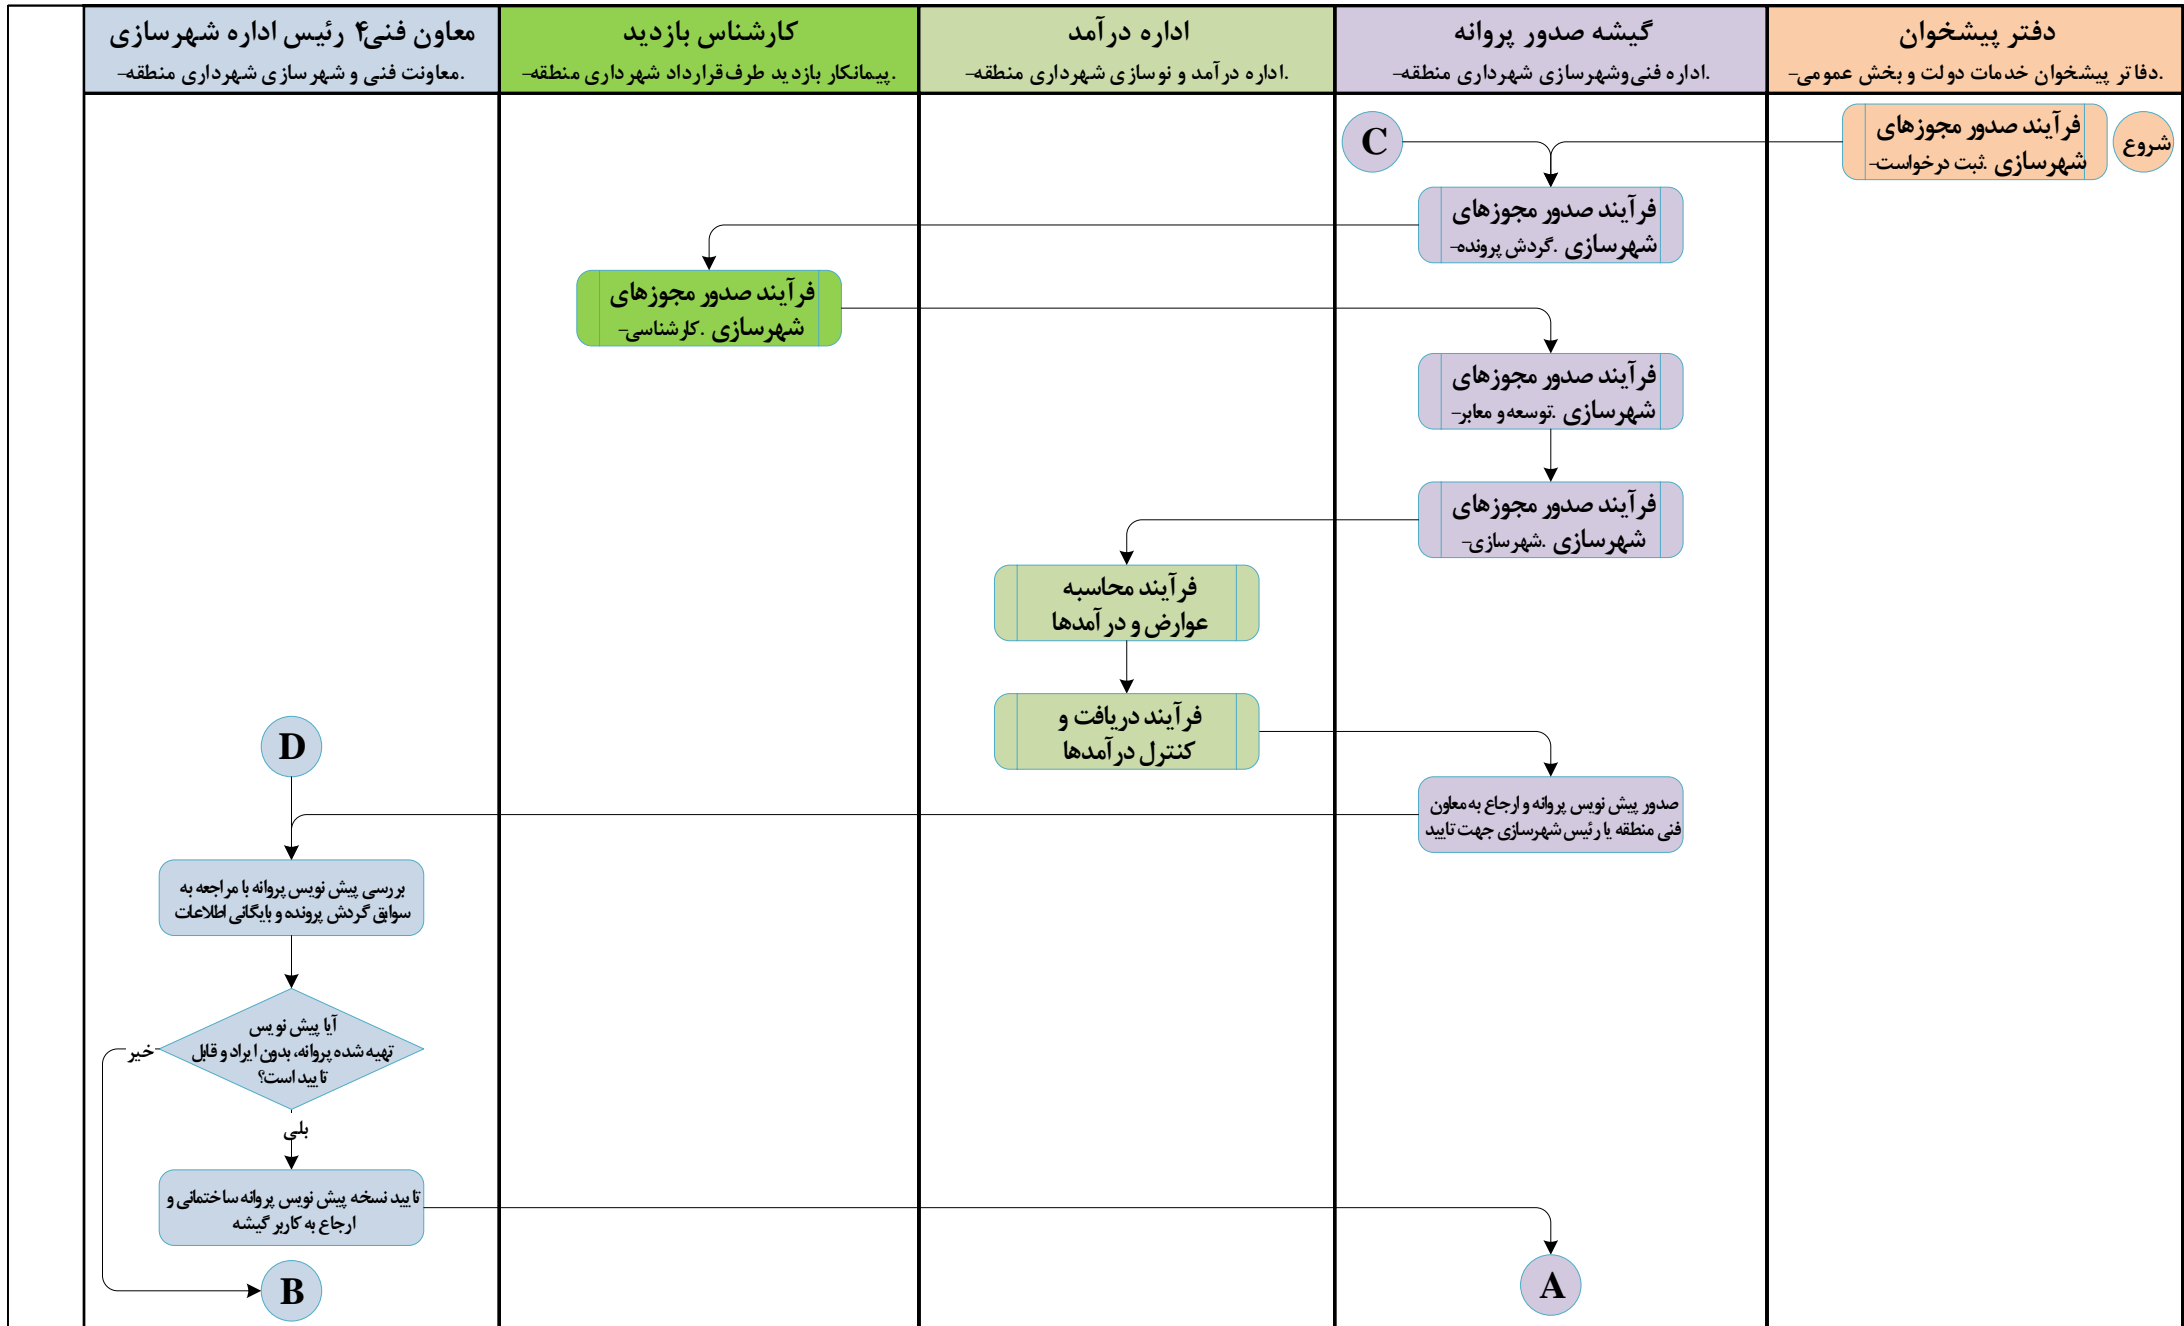 دفتر پیشخوان
دفاتر پیشخوان خدمات دولت و بخش عمومی-.
گیشه صدور پروانه
اداره فنی‌وشهرسازی شهرداری منطقه-.
اداره درآمد
اداره درآمد و نوسازی شهرداری منطقه-.
کارشناس بازدید
پیمانکار بازدید طرف‌قرارداد شهرداری منطقه-.
معاون فنی۴ رئیس اداره شهرسازی
معاونت فنی و شهرسازی شهرداری منطقه-.
شروع
فرآیند صدور مجوزهای
شهرسازی .ثبت درخواست-
C
فرآیند صدور مجوزهای
شهرسازی .گردش پرونده-
فرآیند صدور مجوزهای
شهرسازی .کارشناسی-
فرآیند صدور مجوزهای
شهرسازی .توسعه و معابر-
فرآیند صدور مجوزهای
شهرسازی .شهرسازی-
فرآیند محاسبه
عوارض و درآمدها
فرآیند دریافت و
کنترل درآمدها
صدور پیش نویس پروانه و ارجاع به معاون
فنی منطقه یا رئیس شهرسازی جهت تایید
D
بررسی پیش نویس پروانه با مراجعه به
سوابق گردش پرونده و بایگانی اطلاعات
آیا پیش نویس
تهیه شده پروانه، بدون ایراد و قابل
تایید است؟
خیر
بلی
تایید نسخه پیش نویس پروانه ساختمانی و
ارجاع به کاربر گیشه
A
B